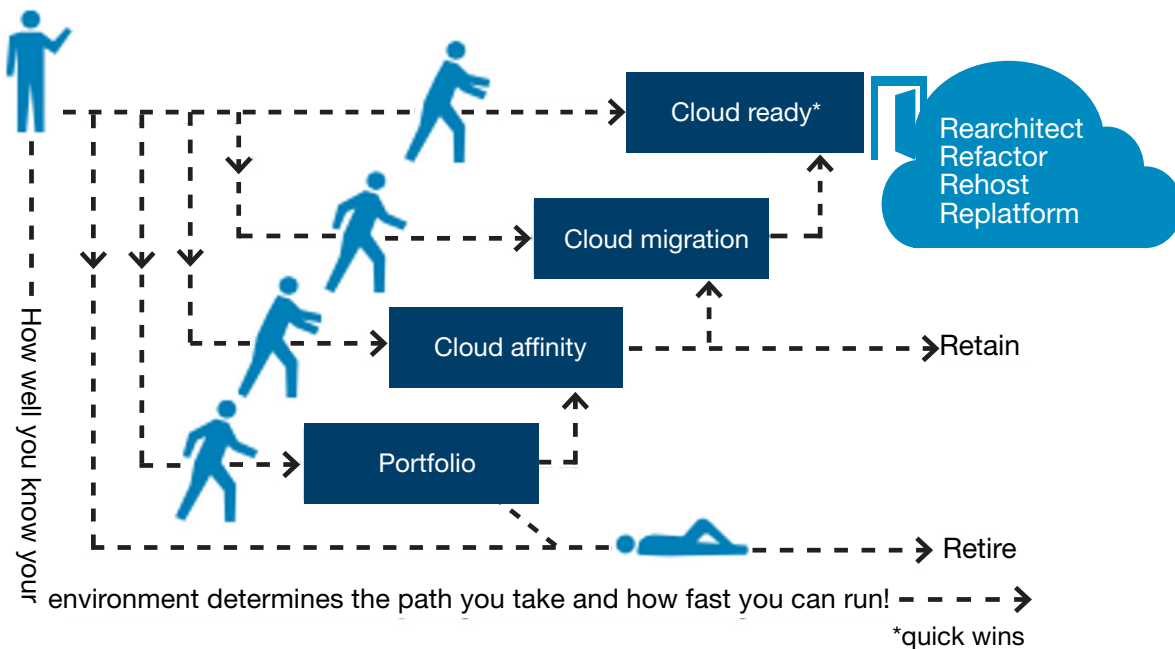 Cloud ready*
Rearchitect
Refactor
Rehost
Replatform
Cloud migration
Cloud affinity
Retain
Portfolio
Retire
How well you know your
environment determines the path you take and how fast you can run!
*quick wins